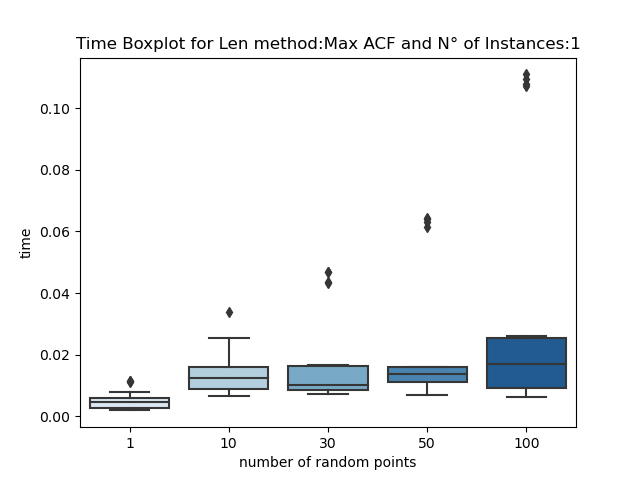 Time Boxplot for Len method:Max ACF and N° of Instances:1
0.10
0.08
0.06
0.04
0.02
0.00
time
1 10 30 50 100
number of random points